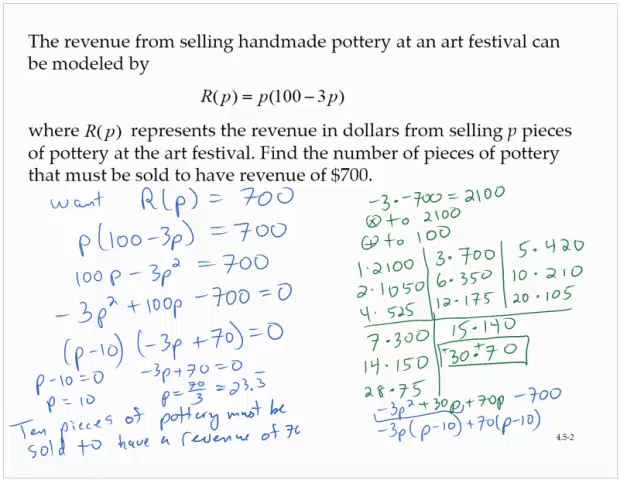 The revenue from selling handmade pottery at an art festival can
be modeled by
R(p) = p(100 − 3p)
where R(p) represents the revenue in dollars from selling p pieces
of pottery at the art festival. Find the number of pieces of pottery
that must be sold to have revenue of $700.
want R(p) = 700
p(100 − 3p) = 700
100p − 3p² = 700
−3p² + 100p − 700 = 0
(p−10)(−3p + 70) = 0
p − 10 = 0 −3p + 70 = 0
p = 10 p = 70/3 = 23.3̅
Ten pieces of pottery must be
sold to have a revenue of 70
−3 · −700 = 2100
⊗ to 2100
⊕ to 100
1 · 2100 3 · 700 5 · 420
2 · 1050 6 · 350 10 · 210
4 · 525 12 · 175 20 · 105
7 · 300 15 · 140
14 · 150 +30 · +70
28 · 75
−3p² + 30p + 70p − 700
−3p(p−10) + 70(p−10)
4.5-2